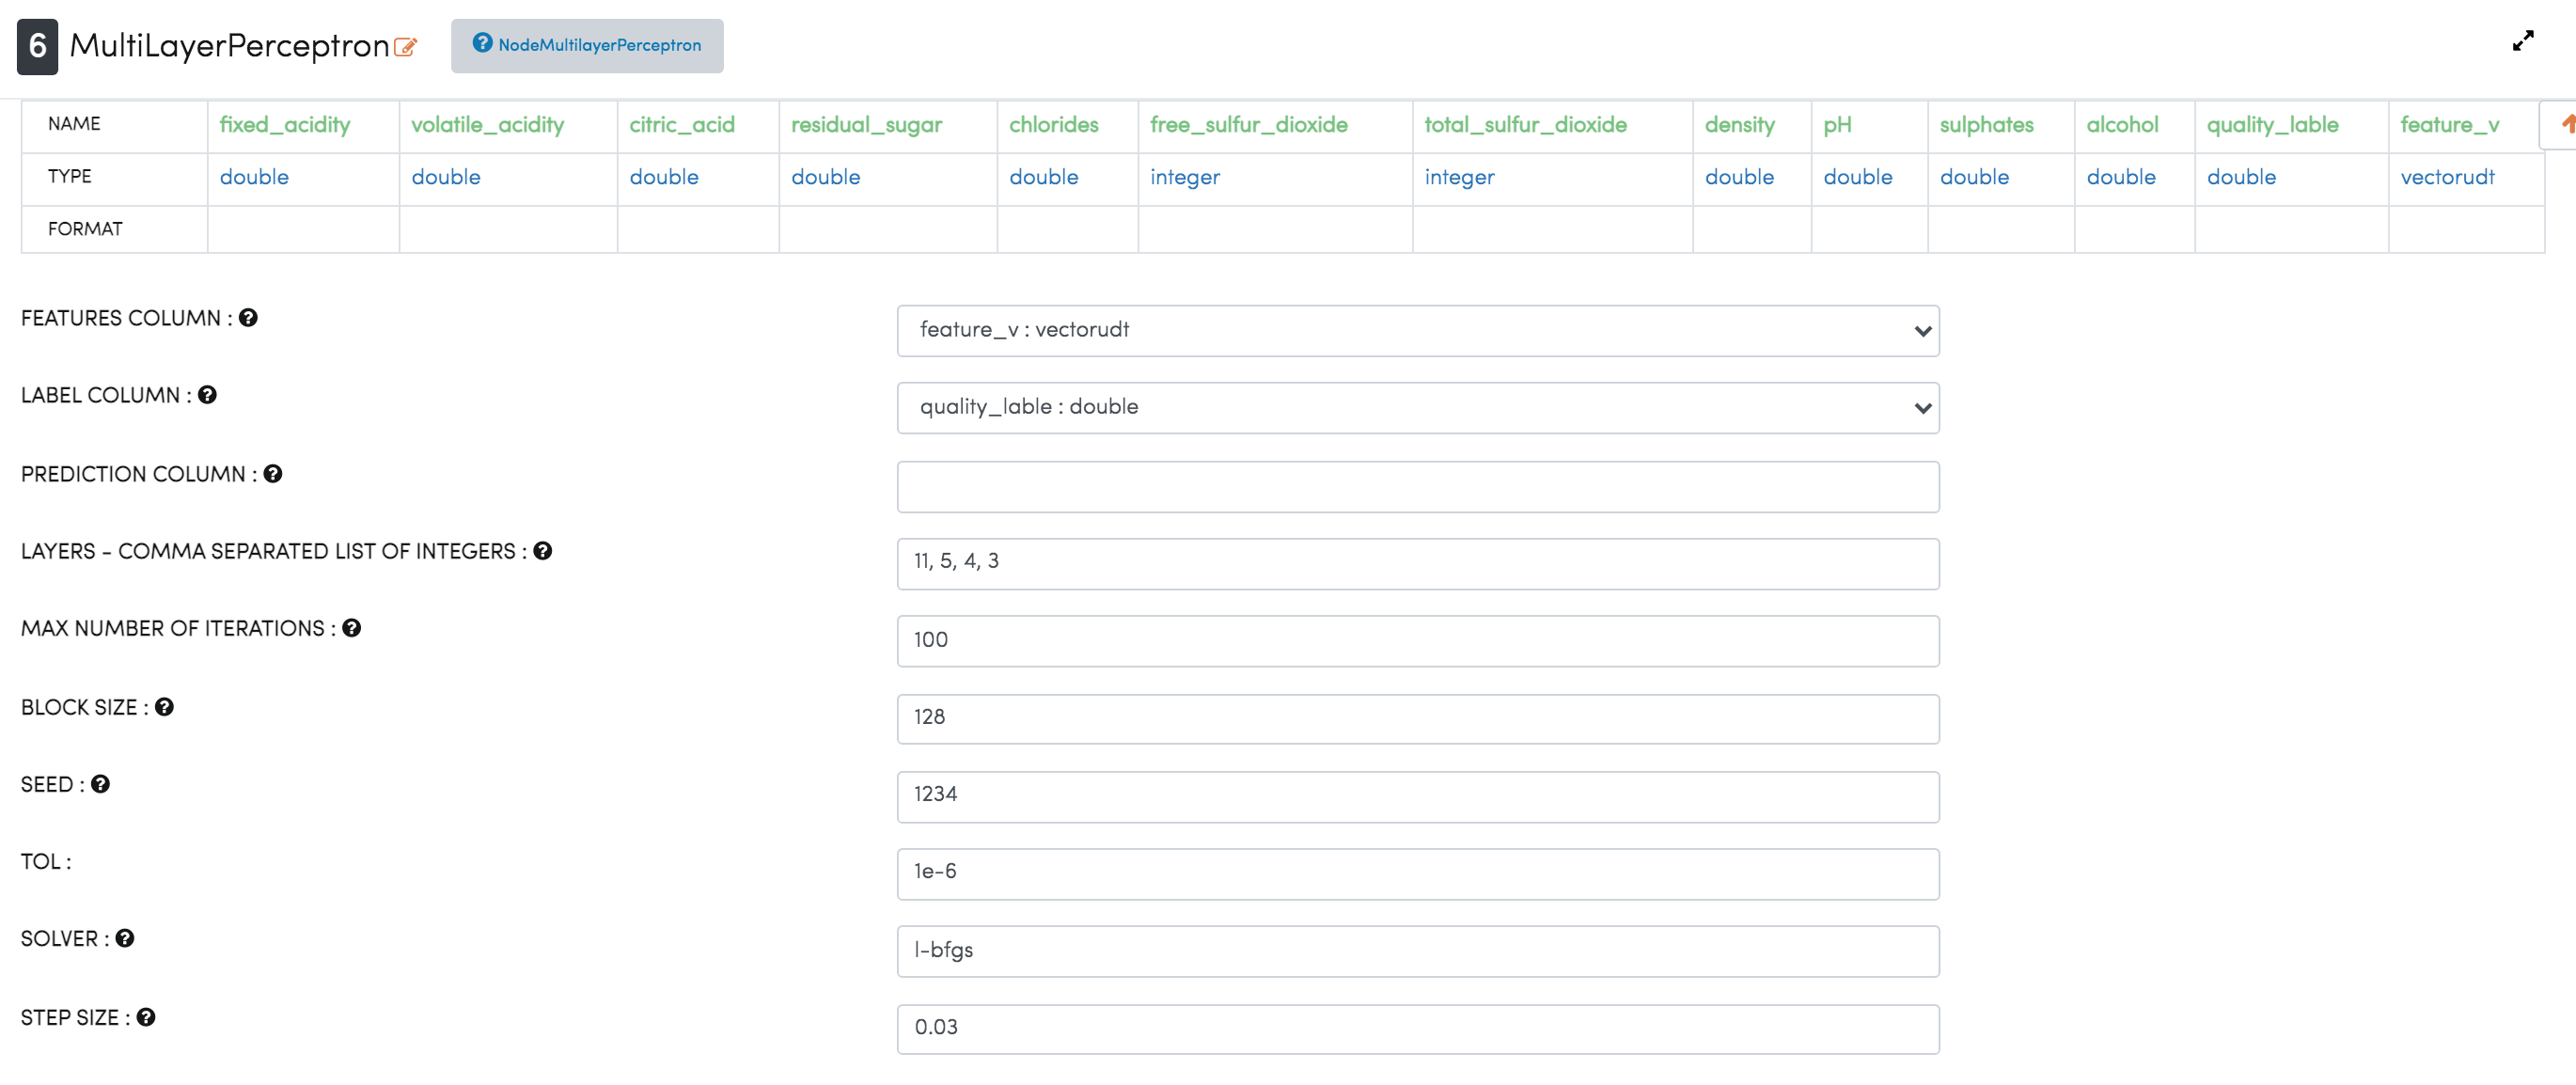 6 MultiLayerPerceptron NodeMultilayerPerceptron
NAME fixed_acidity volatile_acidity citric_acid residual_sugar chlorides free_sulfur_dioxide total_sulfur_dioxide density pH sulphates alcohol quality_lable feature_v
TYPE double double double double double integer integer double double double double double vectorudt
FORMAT
FEATURES COLUMN : feature_v : vectorudt
LABEL COLUMN : quality_lable : double
PREDICTION COLUMN :
LAYERS - COMMA SEPARATED LIST OF INTEGERS : 11, 5, 4, 3
MAX NUMBER OF ITERATIONS : 100
BLOCK SIZE : 128
SEED : 1234
TOL : 1e-6
SOLVER : l-bfgs
STEP SIZE : 0.03